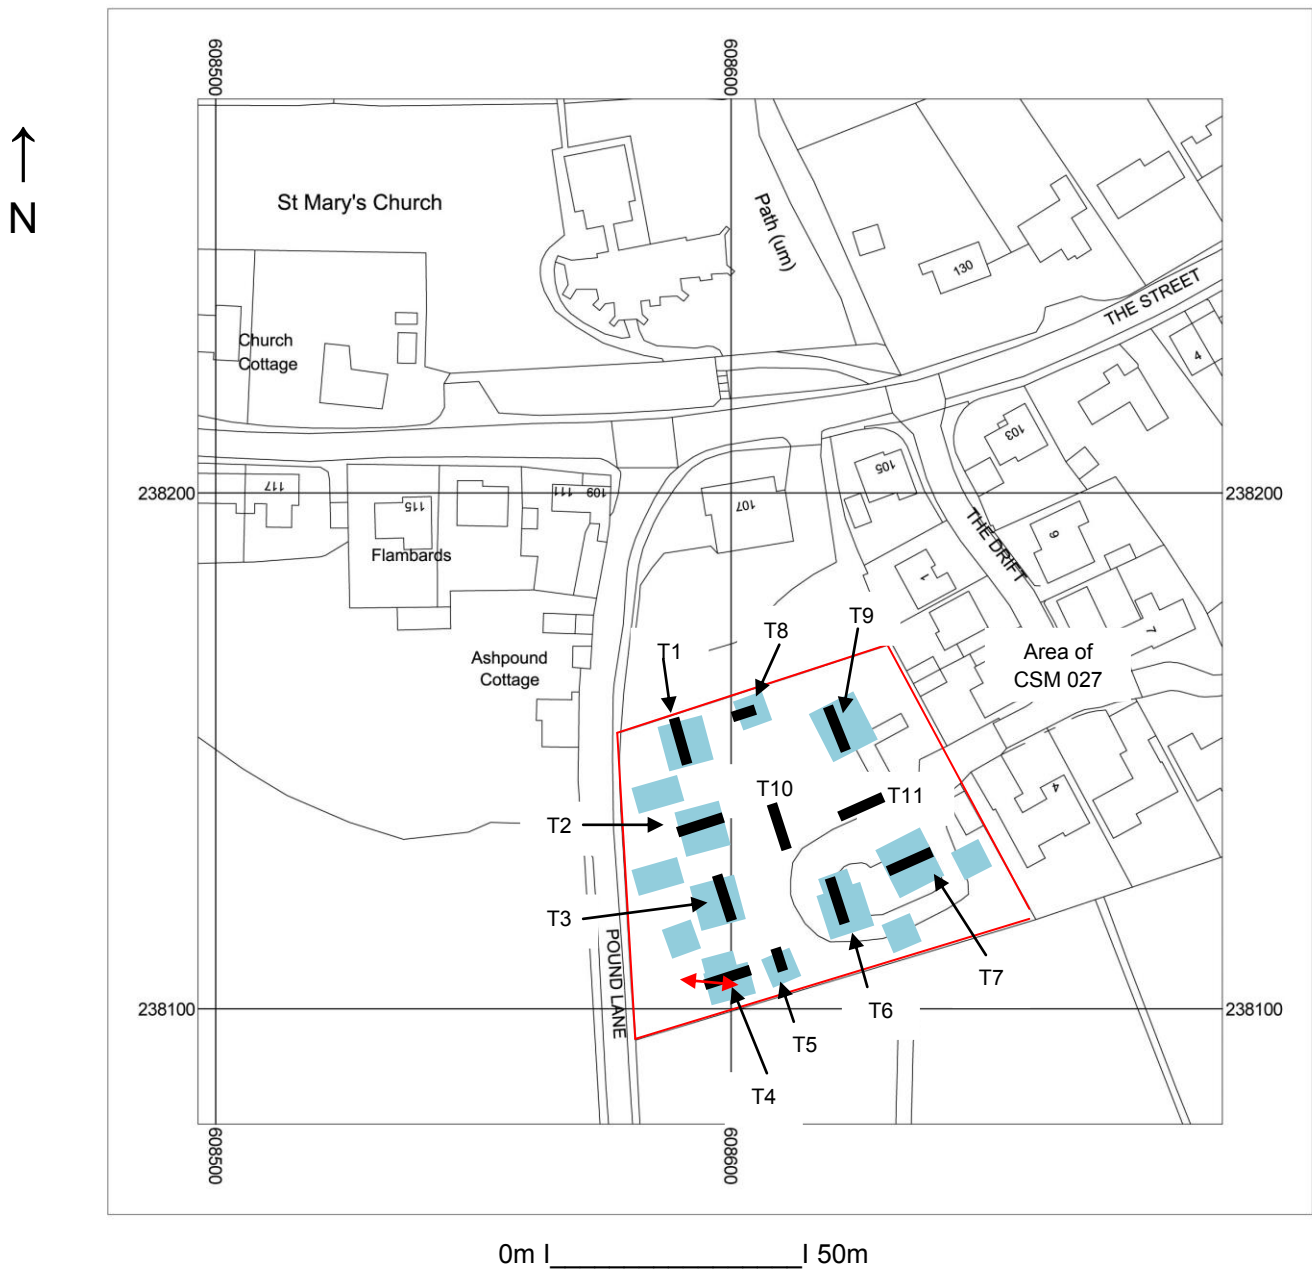 608500
608600
↑
N
St Mary's Church
Path (um)
130
THE STREET
Church
Cottage
4
103
105
117
115
111
109
107
238200
238200
Flambards
THE DRIFT
9
1
7
Ashpound
Cottage
Area of
CSM 027
T1
T8
T9
T10
T11
4
T2
T3
POUND LANE
T7
T6
T5
T4
238100
238100
608500
608600
0m I____________________I 50m